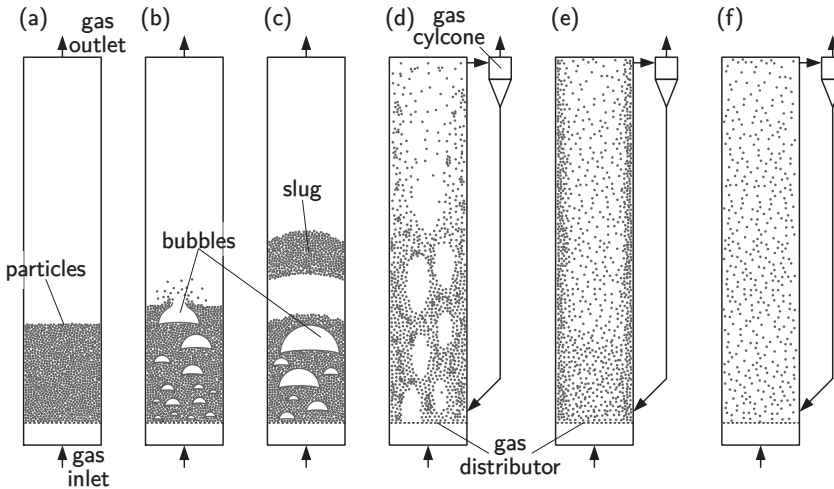 (a)
(b)
(c)
(d)
(e)
(f)
gas
outlet
gas
cylcone
slug
bubbles
particles
gas
inlet
gas
distributor